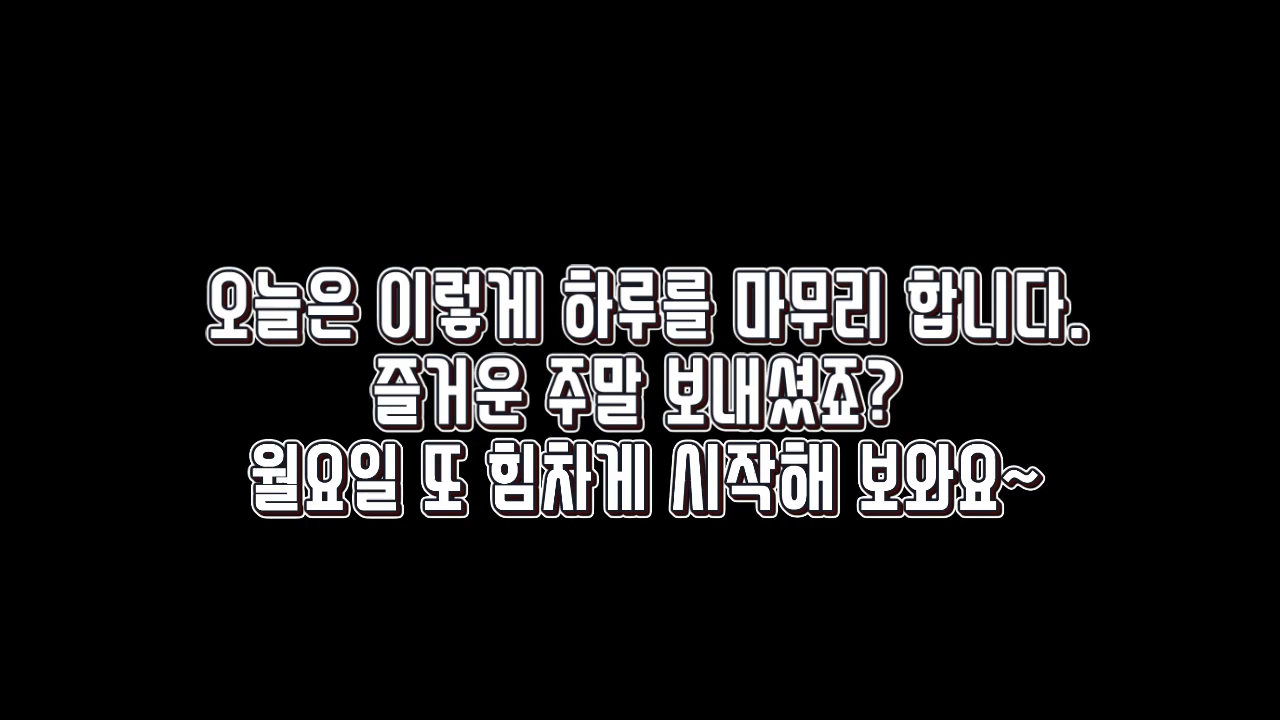 오늘은 이렇게 하루를 마무리 합니다.
즐거운 주말 보내셨죠?
월요일 또 힘차게 시작해 보와요~